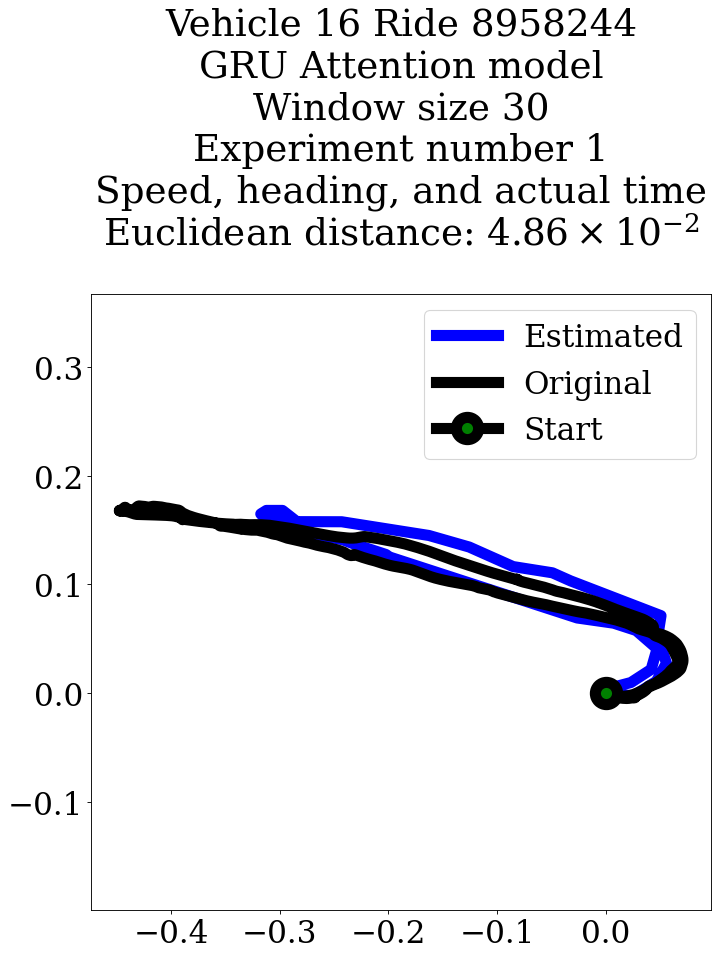 Vehicle 16 Ride 8958244
GRU Attention model
Window size 30
Experiment number 1
Speed, heading, and actual time
Euclidean distance: 4.86 × 10⁻²
Estimated
Original
Start
0.3
0.2
0.1
0.0
−0.1
−0.4 −0.3 −0.2 −0.1 0.0